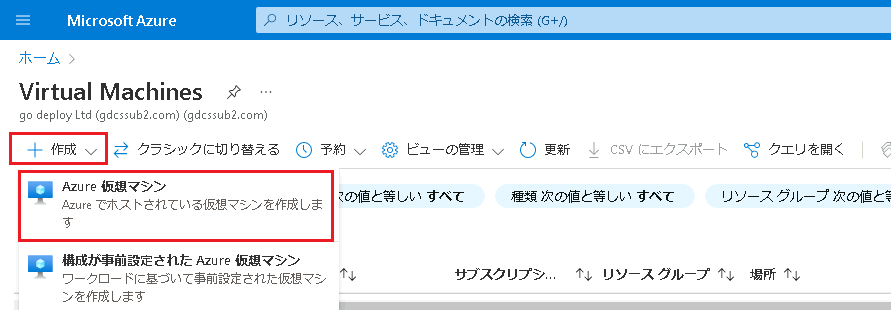 Microsoft Azure
リソース、サービス、ドキュメントの検索 (G+/)
ホーム >
Virtual Machines
go deploy Ltd (gdcssub2.com) (gdcssub2.com)
作成 クラシックに切り替える 予約 ビューの管理 更新 CSV にエクスポート クエリを開く
Azure 仮想マシン
Azure でホストされている仮想マシンを作成しま
す
次の値と等しい すべて 種類 次の値と等しい すべて リソース グループ 次の値
構成が事前設定された Azure 仮想マシン
ワークロードに基づいて事前設定された仮想マシ
ンを作成します
サブスクリプシ... ↑↓ リソース グループ ↑↓ 場所 ↑↓